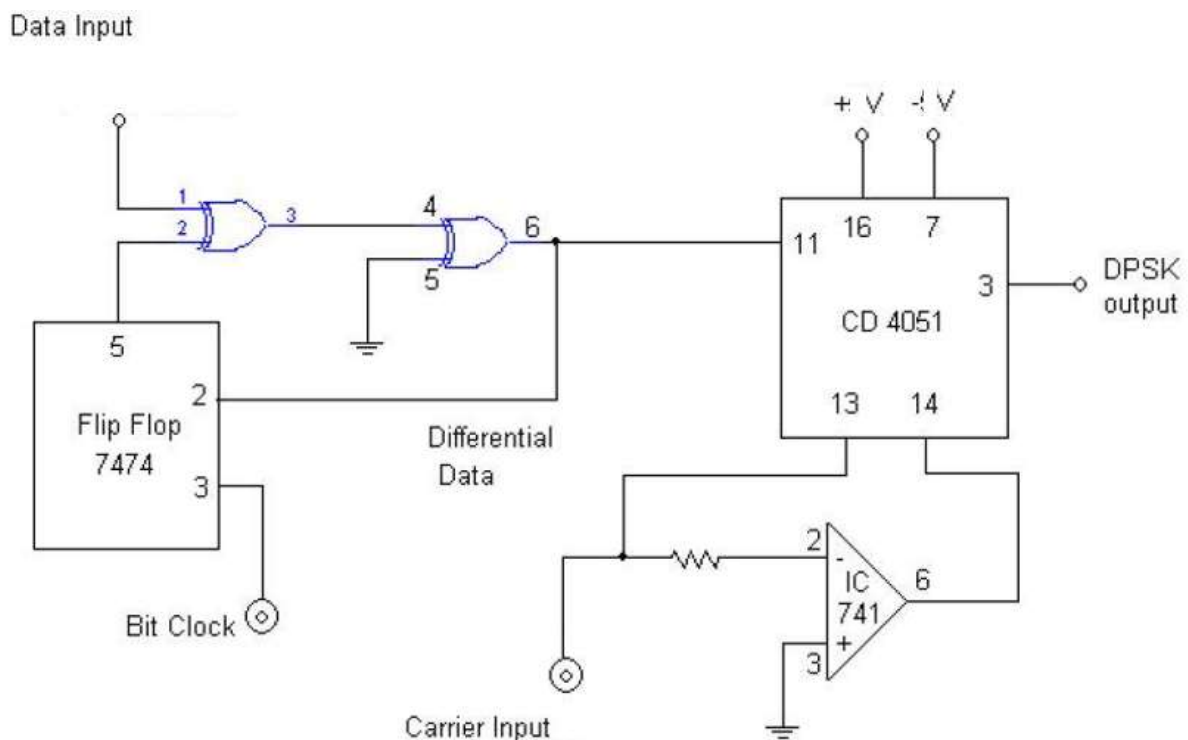 Data Input
+ V
- V
1
2
3
4
5
6
11
16
7
3
CD 4051
13
14
DPSK
output
5
2
Flip Flop
7474
3
Differential
Data
Bit Clock
2
-
IC
741
+
3
6
Carrier Input